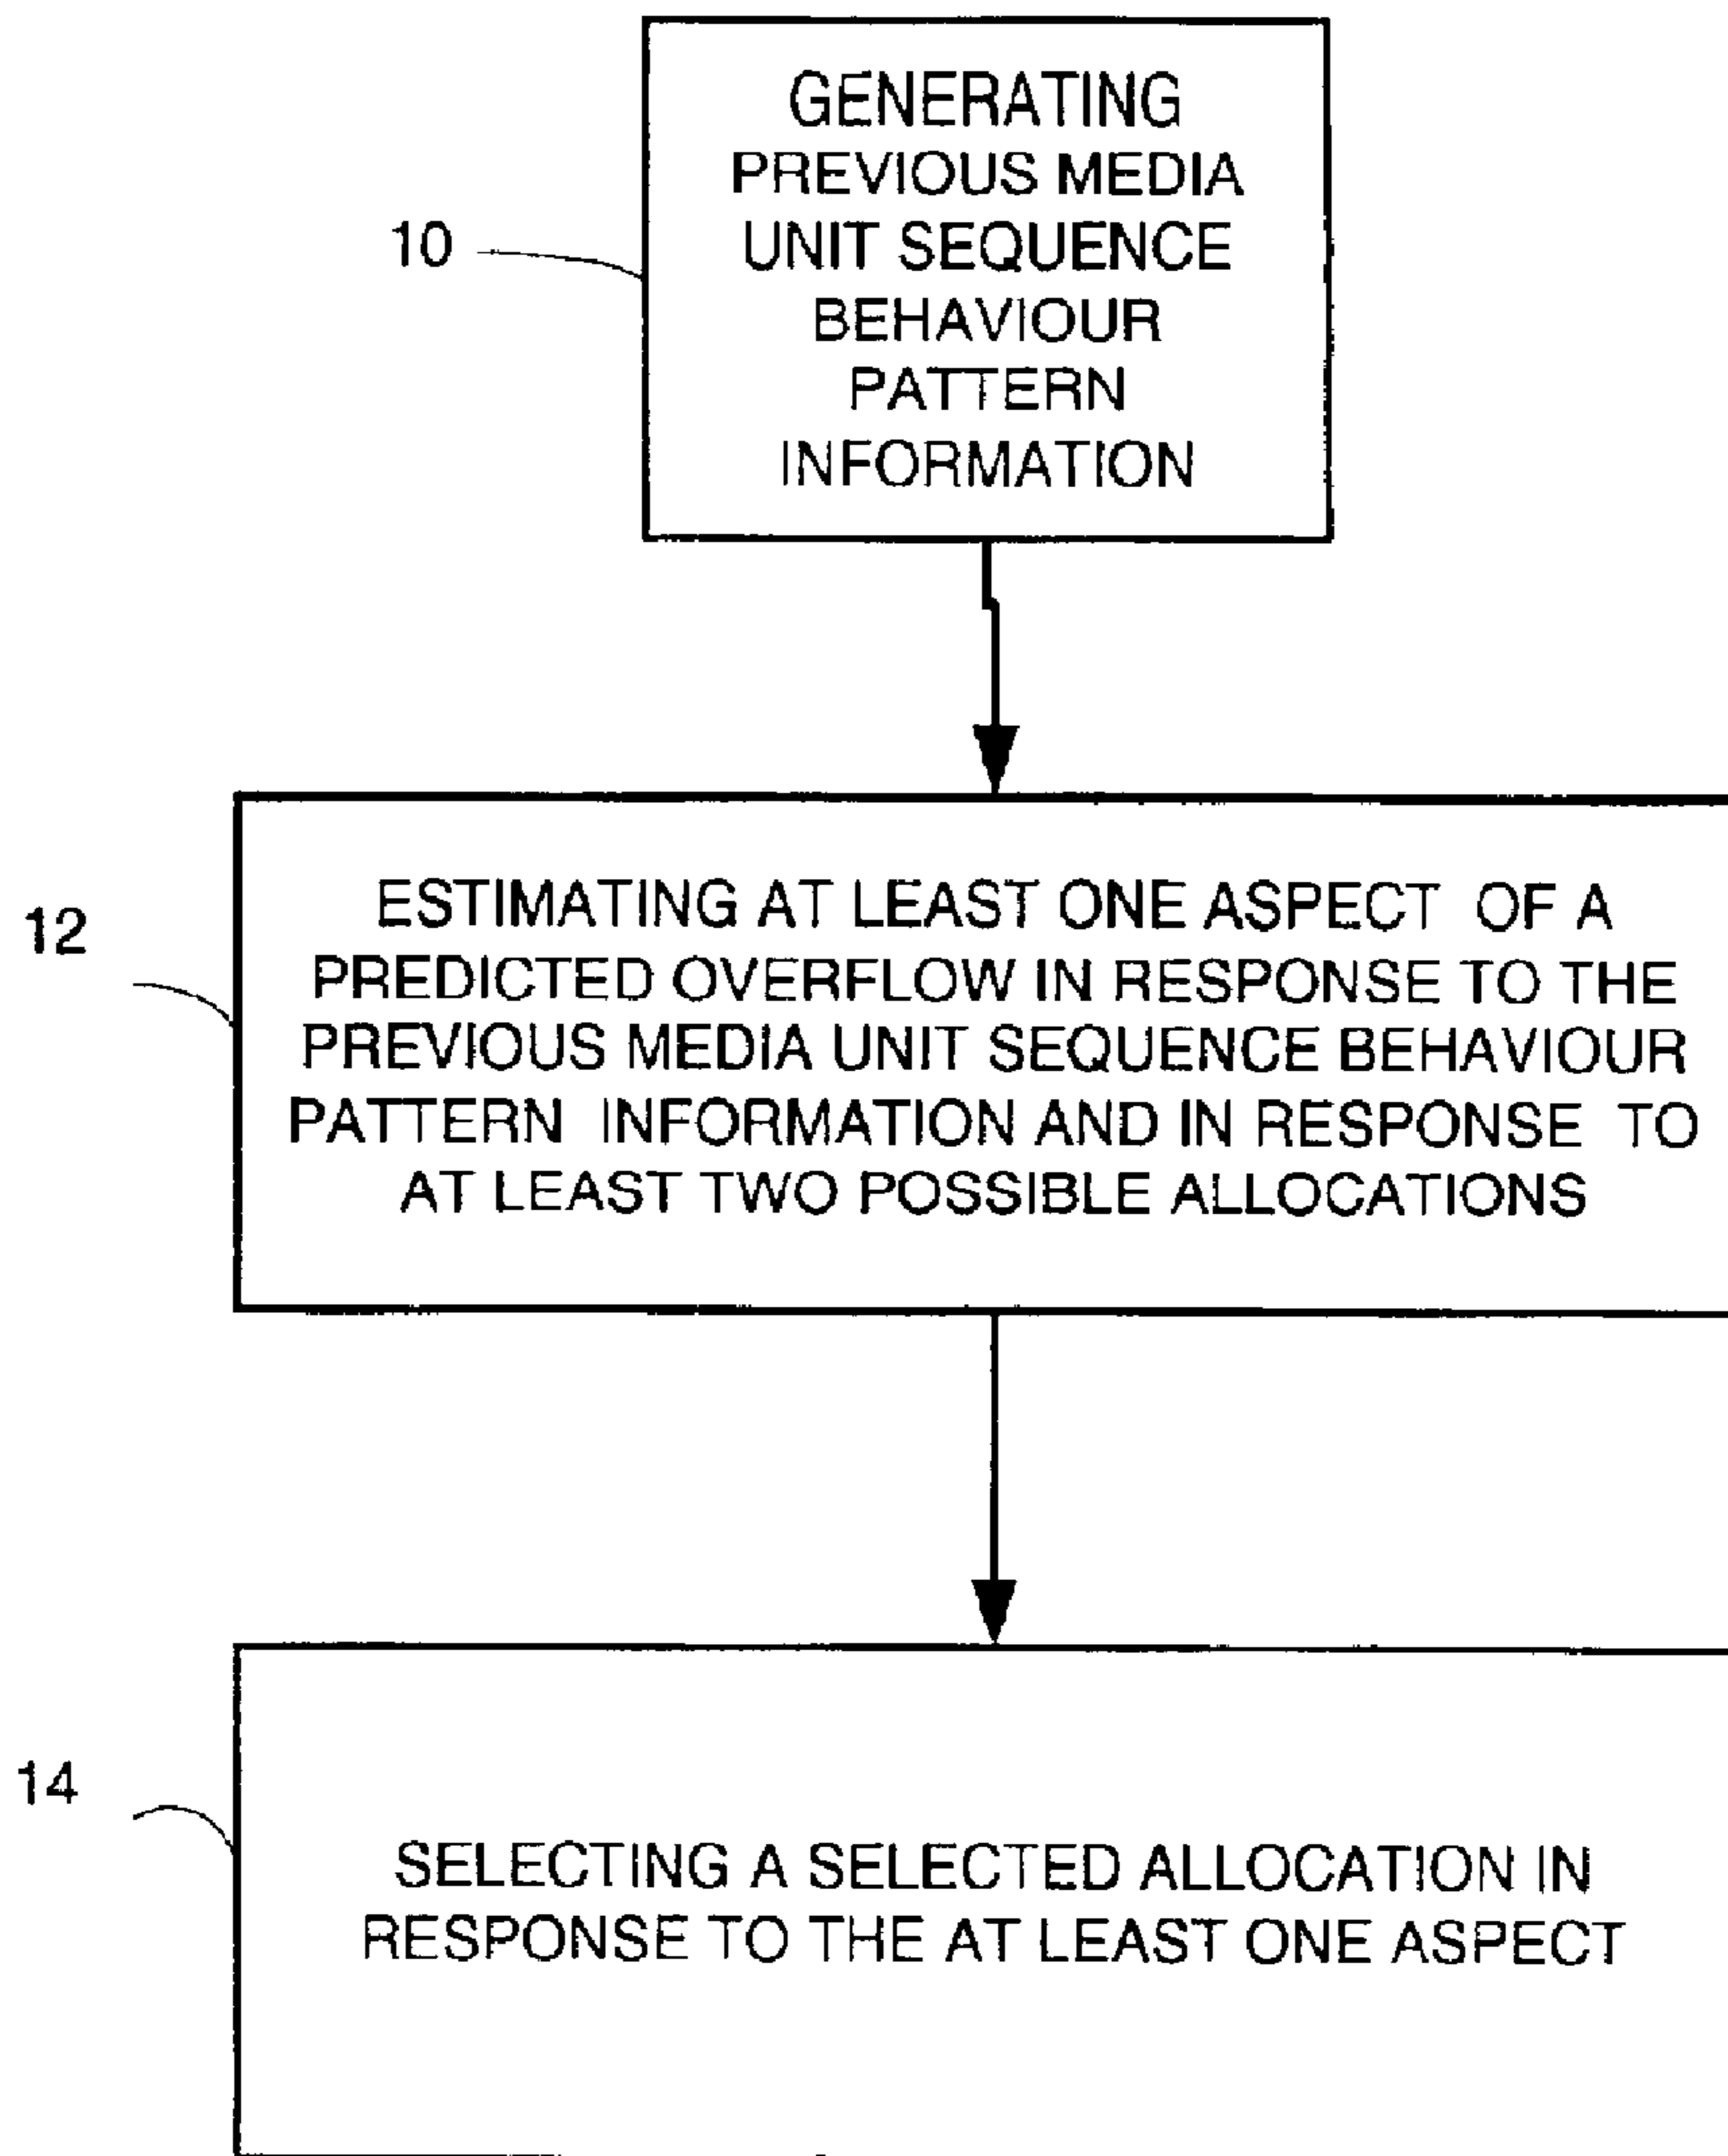 GENERATING
PREVIOUS MEDIA
UNIT SEQUENCE
BEHAVIOUR
PATTERN
INFORMATION
10
12
ESTIMATING AT LEAST ONE ASPECT OF A
PREDICTED OVERFLOW IN RESPONSE TO THE
PREVIOUS MEDIA UNIT SEQUENCE BEHAVIOUR
PATTERN INFORMATION AND IN RESPONSE TO
AT LEAST TWO POSSIBLE ALLOCATIONS
14
SELECTING A SELECTED ALLOCATION IN
RESPONSE TO THE AT LEAST ONE ASPECT